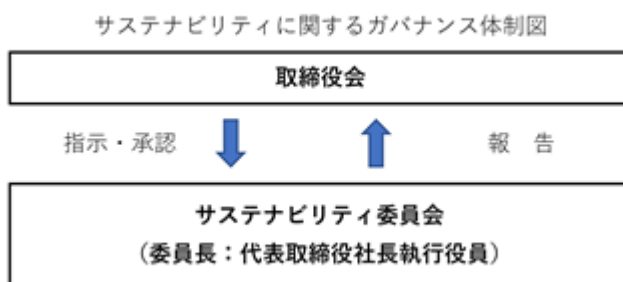 サステナビリティに関するガバナンス体制図
取締役会
指示・承認 報　告
サステナビリティ委員会
（委員長：代表取締役社長執行役員）